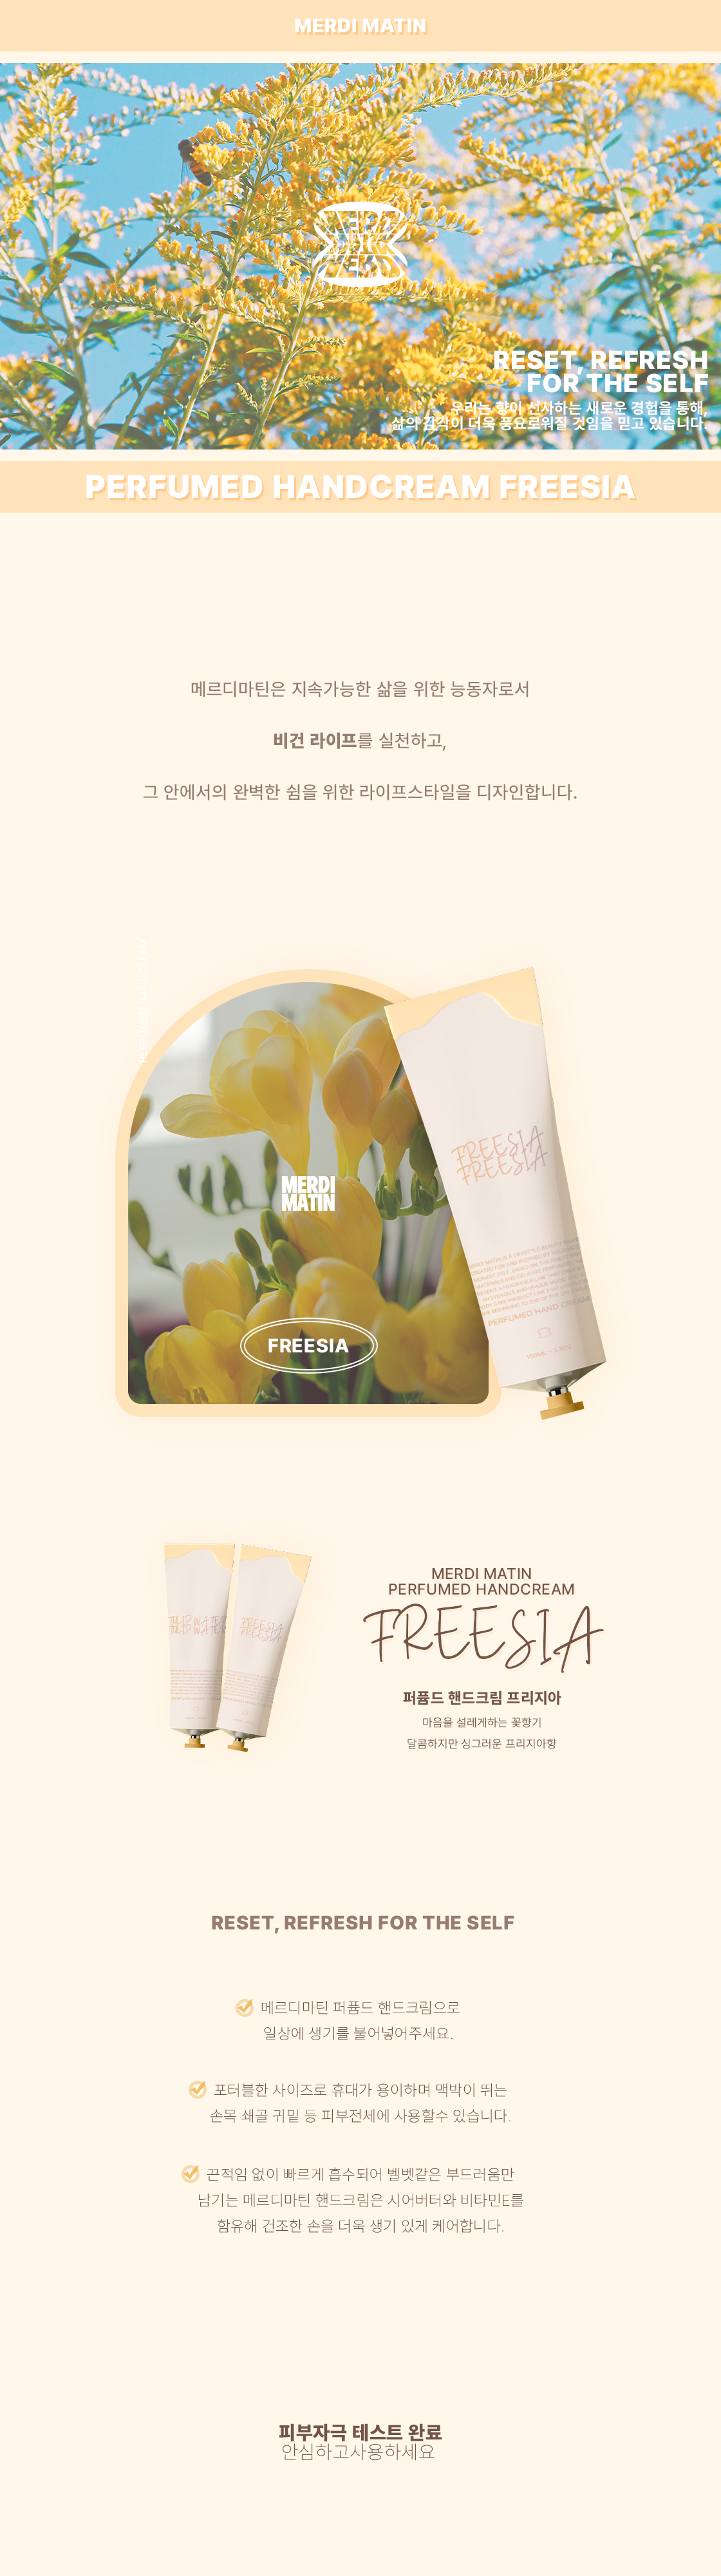 MERDI MATIN
RESET, REFRESH
FOR THE SELF
우리는 향이 선사하는 새로운 경험을 통해,
삶의 감각이 더욱 풍요로워질 것임을 믿고 있습니다.
PERFUMED HANDCREAM FREESIA
메르디마틴은 지속가능한 삶을 위한 능동자로서
비건 라이프를 실천하고,
그 안에서의 완벽한 쉼을 위한 라이프스타일을 디자인합니다.
MERDI
MATIN
FREESIA
FREESIA
FREESIA
PERFUMED HAND CREAM
TULIP WATER
TULIP WATER
FREESIA
FREESIA
MERDI MATIN
PERFUMED HANDCREAM
FREESIA
퍼퓸드 핸드크림 프리지아
마음을 설레게하는 꽃향기
달콤하지만 싱그러운 프리지아향
RESET, REFRESH FOR THE SELF
메르디마틴 퍼퓸드 핸드크림으로
일상에 생기를 불어넣어주세요.
포터블한 사이즈로 휴대가 용이하며 맥박이 뛰는
손목 쇄골 귀밑 등 피부전체에 사용할수 있습니다.
끈적임 없이 빠르게 흡수되어 벨벳같은 부드러움만
남기는 메르디마틴 핸드크림은 시어버터와 비타민E를
함유해 건조한 손을 더욱 생기 있게 케어합니다.
피부자극 테스트 완료
안심하고사용하세요